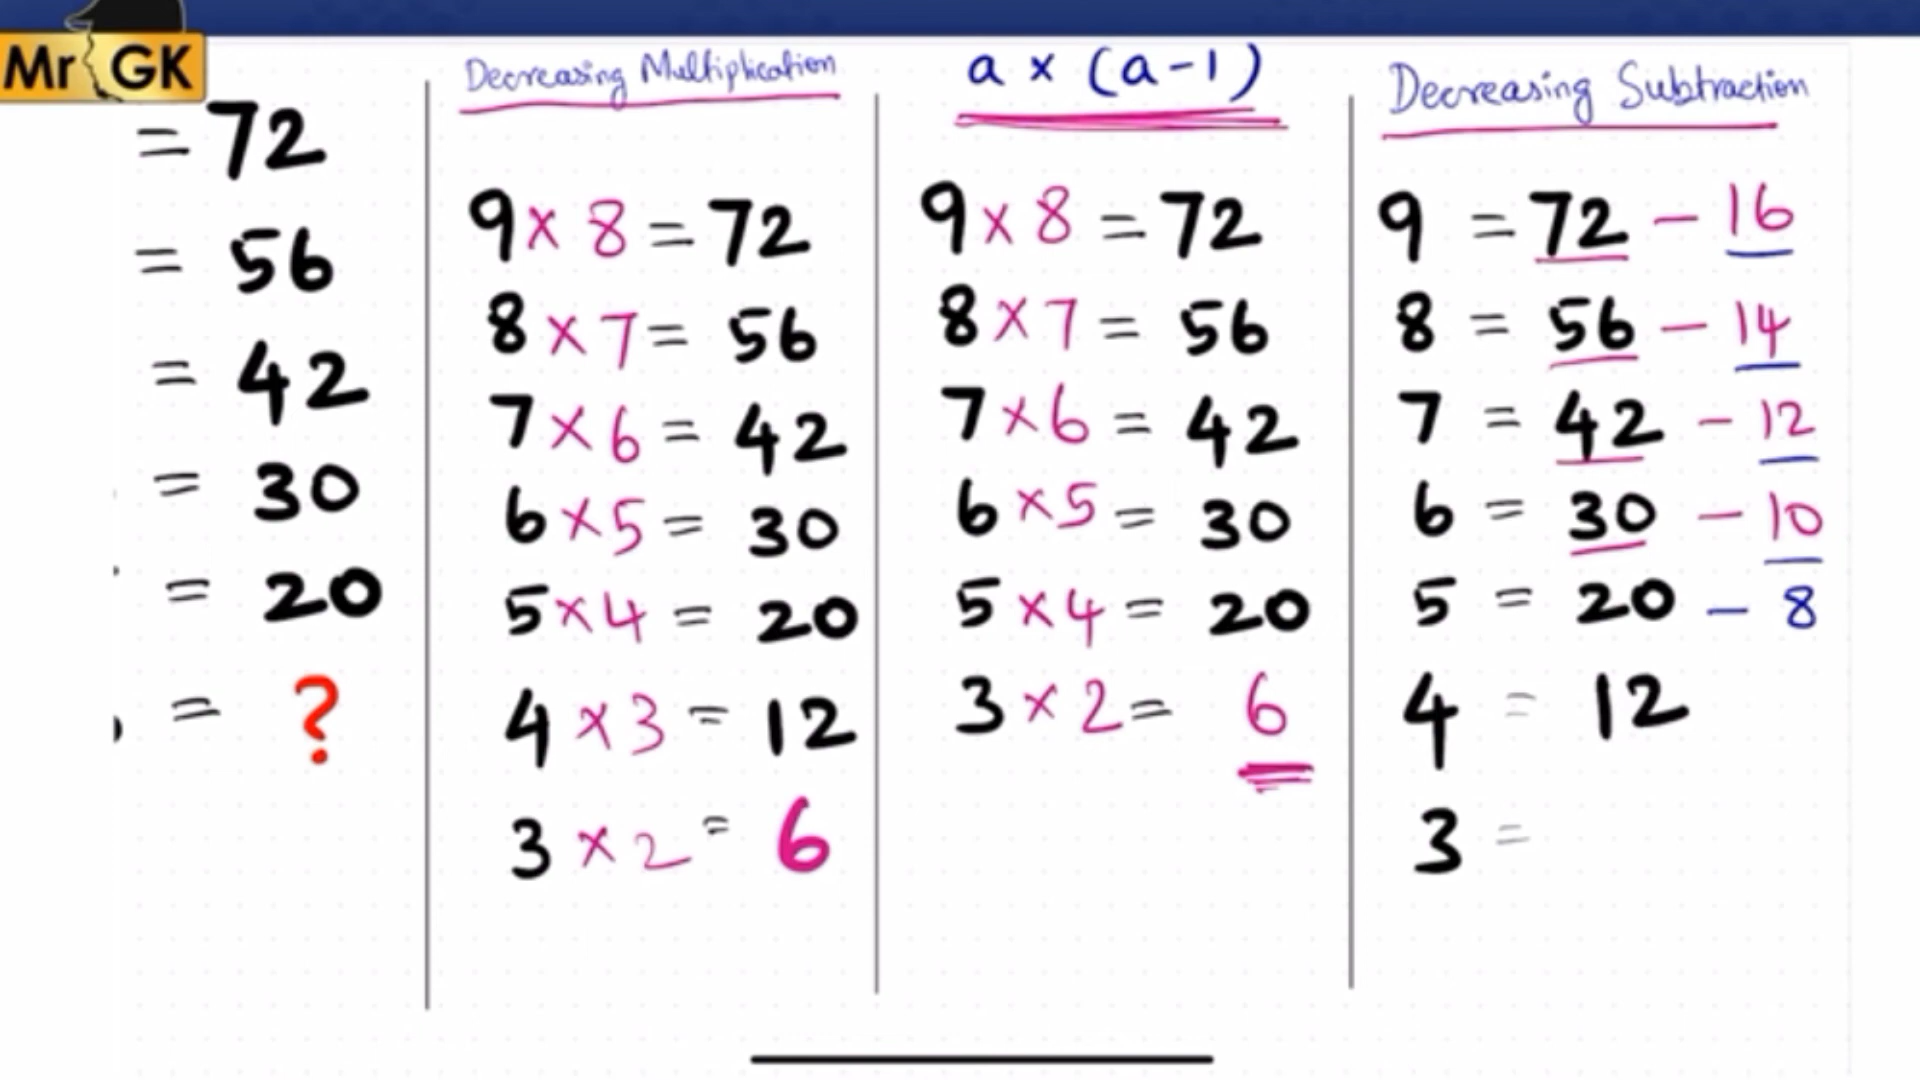 Mr GK
= 72
= 56
= 42
= 30
= 20
= ?
Decreasing Multiplication
9 × 8 = 72
8 × 7 = 56
7 × 6 = 42
6 × 5 = 30
5 × 4 = 20
4 × 3 = 12
3 × 2 = 6
a × (a - 1)
9 × 8 = 72
8 × 7 = 56
7 × 6 = 42
6 × 5 = 30
5 × 4 = 20
3 × 2 = 6
Decreasing Subtraction
9 = 72 - 16
8 = 56 - 14
7 = 42 - 12
6 = 30 - 10
5 = 20 - 8
4 = 12
3 =